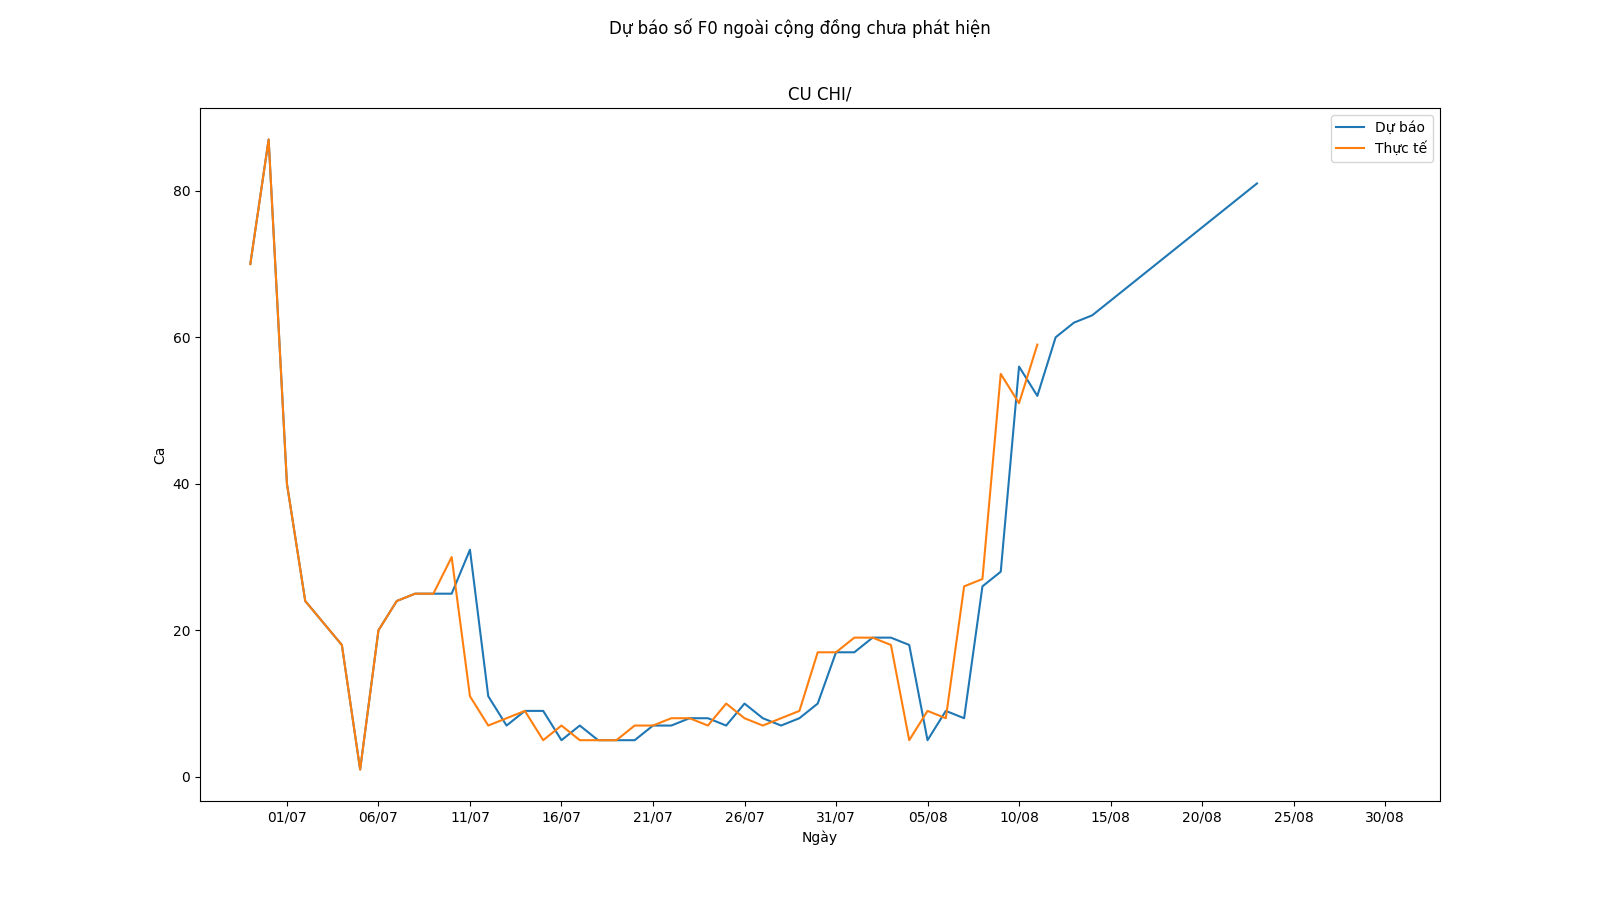 Dự báo số F0 ngoài cộng đồng chưa phát hiện
CU CHI/
Dự báo
Thực tế
80
60
40
20
0
Ca
01/07 06/07 11/07 16/07 21/07 26/07 31/07 05/08 10/08 15/08 20/08 25/08 30/08
Ngày